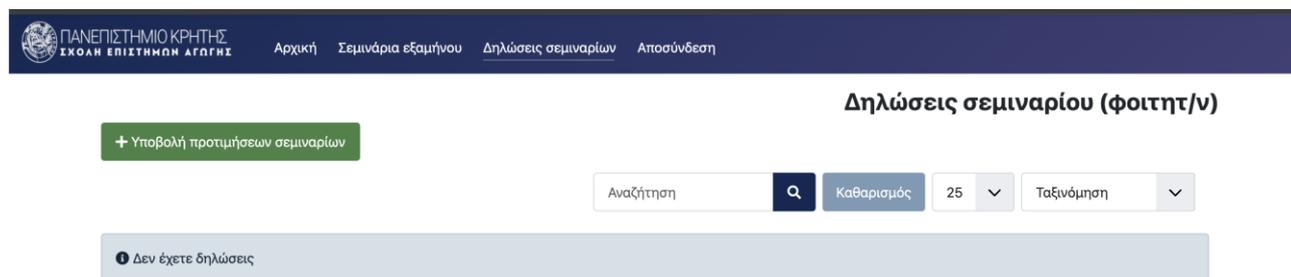 ΠΑΝΕΠΙΣΤΗΜΙΟ ΚΡΗΤΗΣ
ΣΧΟΛΗ ΕΠΙΣΤΗΜΩΝ ΑΓΩΓΗΣ
Αρχική Σεμινάρια εξαμήνου Δηλώσεις σεμιναρίων Αποσύνδεση
Δηλώσεις σεμιναρίου (φοιτητ/ν)
+ Υποβολή προτιμήσεων σεμιναρίων
Αναζήτηση Καθαρισμός 25 Ταξινόμηση
Δεν έχετε δηλώσεις